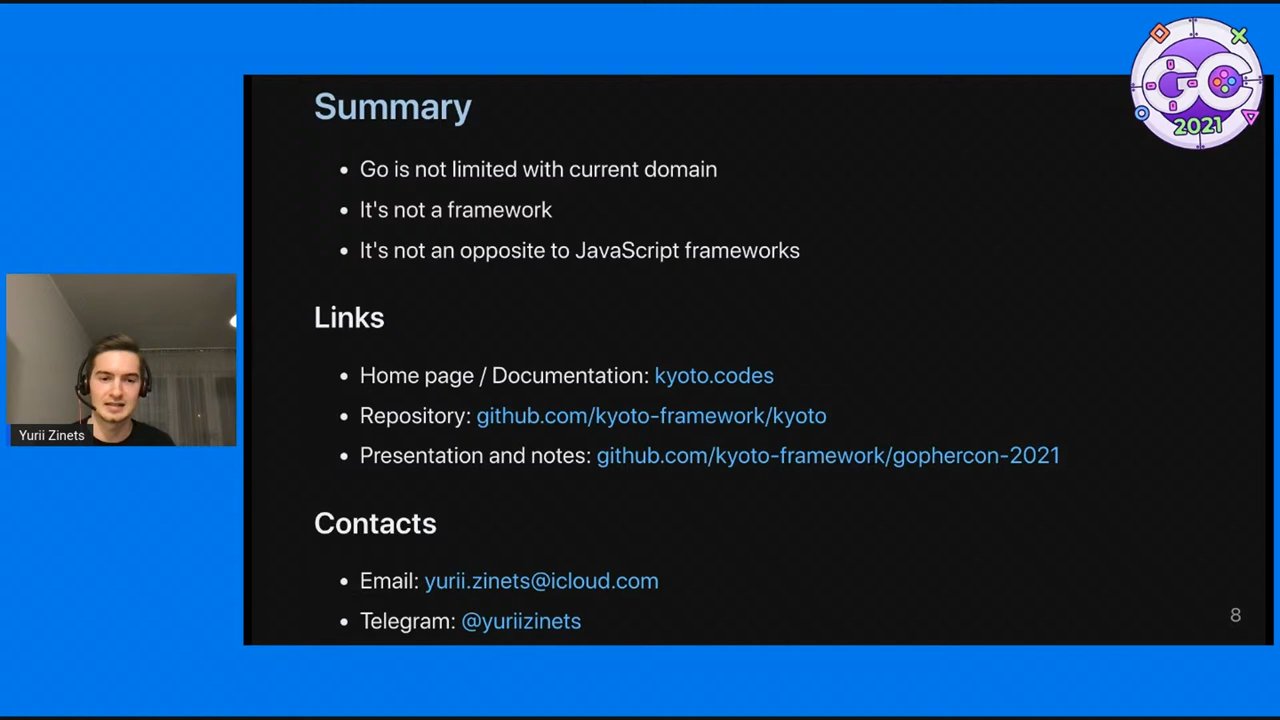 GC
2021
Summary
• Go is not limited with current domain
• It's not a framework
• It's not an opposite to JavaScript frameworks
Links
• Home page / Documentation: kyoto.codes
• Repository: github.com/kyoto-framework/kyoto
• Presentation and notes: github.com/kyoto-framework/gophercon-2021
Contacts
• Email: yurii.zinets@icloud.com
• Telegram: @yuriizinets
8
Yurii Zinets